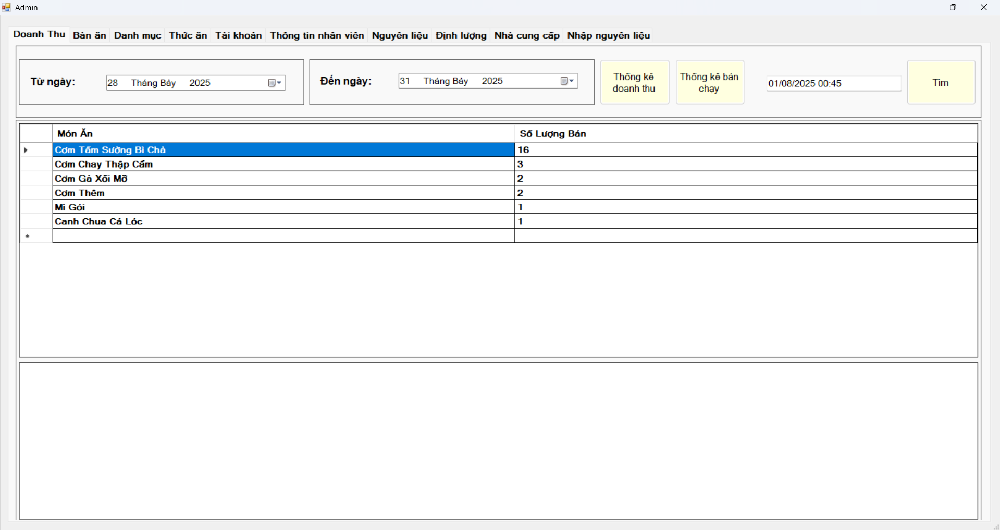 Admin
Doanh Thu Bàn ăn Danh mục Thức ăn Tài khoản Thông tin nhân viên Nguyên liệu Định lượng Nhà cung cấp Nhập nguyên liệu
Từ ngày: 28 Tháng Bảy 2025
Đến ngày: 31 Tháng Bảy 2025
Thống kê
doanh thu
Thống kê bán
chạy
01/08/2025 00:45
Tìm
Món Ăn Số Lượng Bán
Cơm Tấm Sường Bì Chả 16
Cơm Chay Thập Cẩm 3
Cơm Gà Xối Mỡ 2
Cơm Thêm 2
Mì Gói 1
Canh Chua Cá Lóc 1